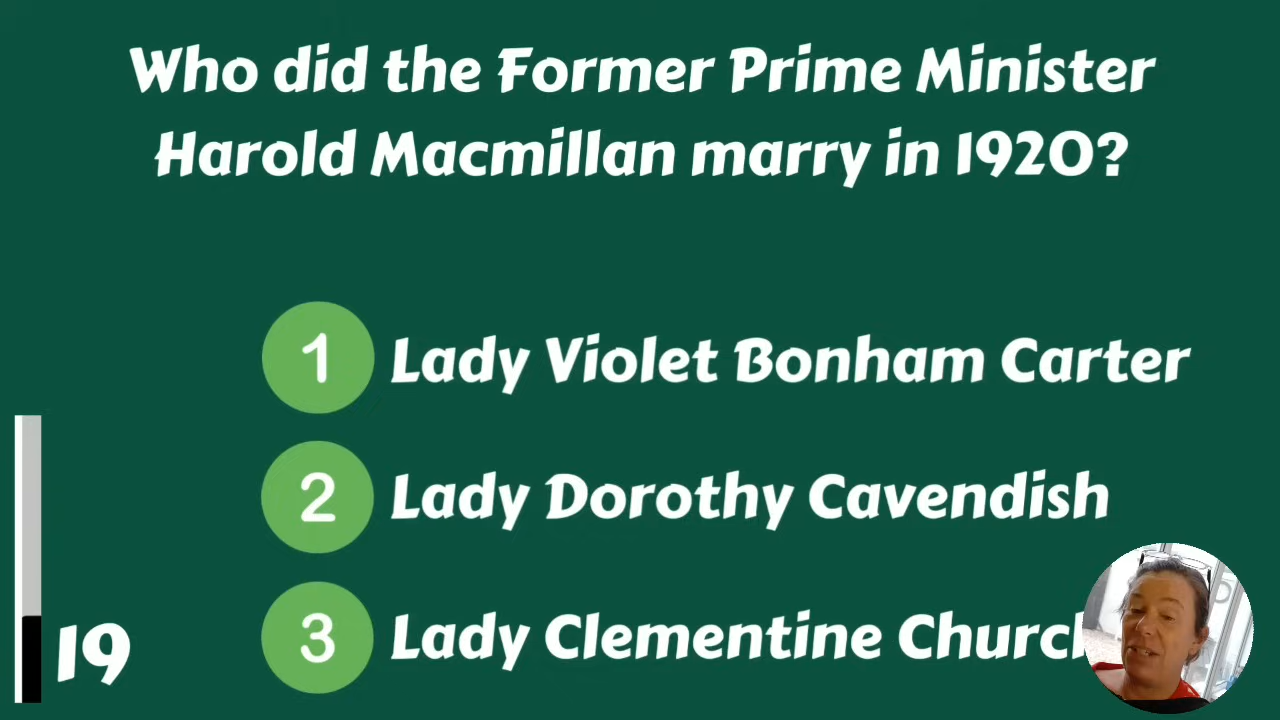 Who did the Former Prime Minister
Harold Macmillan marry in 1920?
1 Lady Violet Bonham Carter
2 Lady Dorothy Cavendish
3 Lady Clementine
19